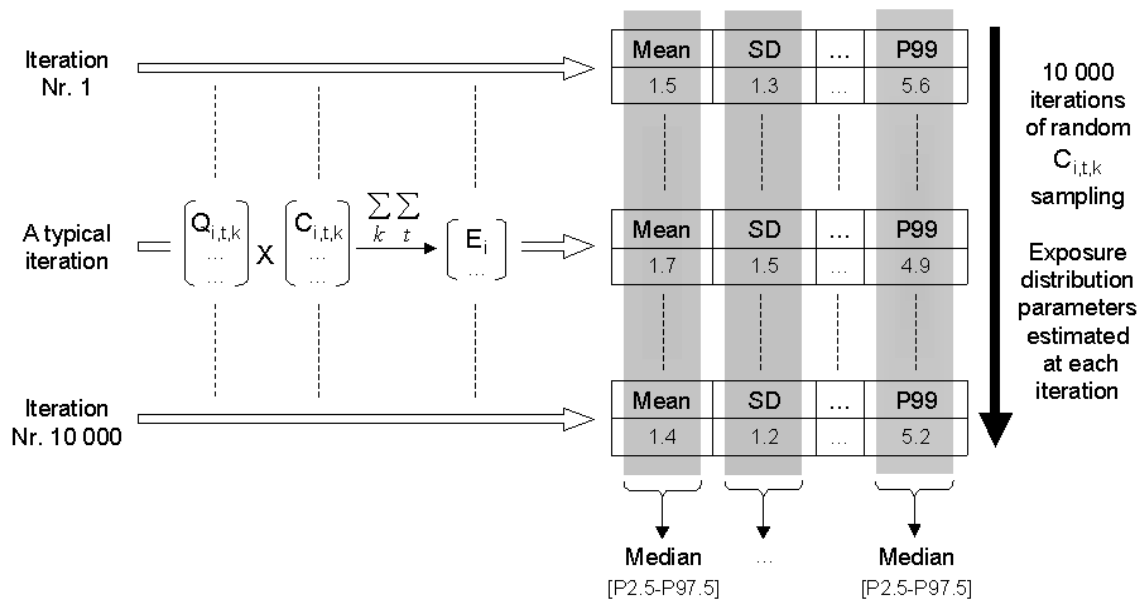 Iteration
Nr. 1
Mean SD ... P99
1.5 1.3 ... 5.6
10 000
iterations
of random
C i,t,k
sampling
A typical
iteration
Q i,t,k
...
X
C i,t,k
...
...
∑ ∑
k t
E i
...
Mean SD ... P99
1.7 1.5 ... 4.9
Exposure
distribution
parameters
estimated
at each
iteration
Iteration
Nr. 10 000
Mean SD ... P99
1.4 1.2 ... 5.2
Median ... Median
[P2.5-P97.5] [P2.5-P97.5]